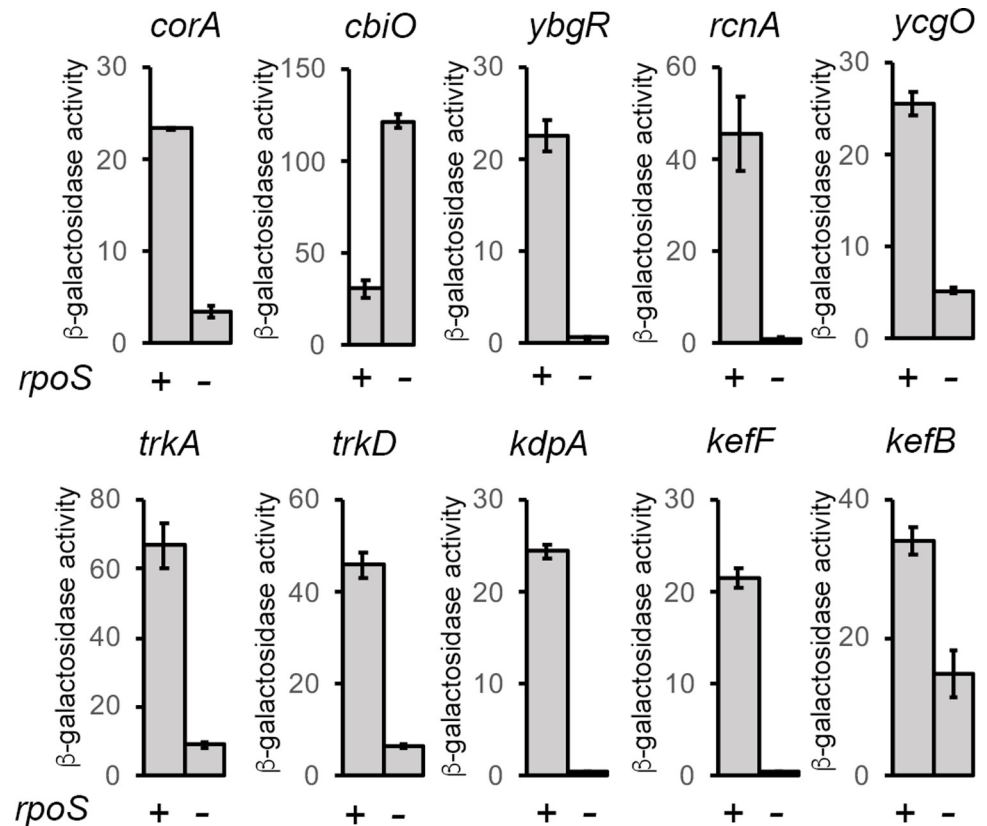 corA cbiO ybgR rcnA ycgO
β-galactosidase activity β-galactosidase activity β-galactosidase activity β-galactosidase activity β-galactosidase activity
30 150 30 60 30
20 100 20 40 20
10 50 10 20 10
0 0 0 0 0
rpoS + - + - + - + - + -
trkA trkD kdpA kefF kefB
β-galactosidase activity β-galactosidase activity β-galactosidase activity β-galactosidase activity β-galactosidase activity
80 60 30 30 40
60 40 20 20 20
40 20 10 10 0
20 0 0 0
0
rpoS + - + - + - + - + -